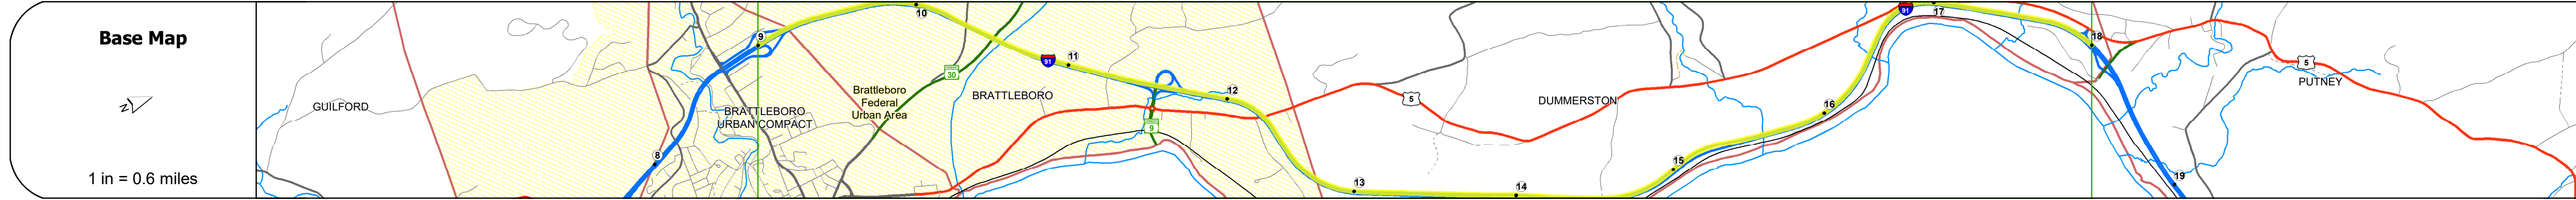 Base Map
N
1 in = 0.6 miles
GUILFORD
8
9
BRATTLEBORO
URBAN COMPACT
Brattleboro
Federal
Urban Area
10
30
BRATTLEBORO
91
11
9
12
13
5
14
DUMMERSTON
15
16
91
17
18
19
5
PUTNEY